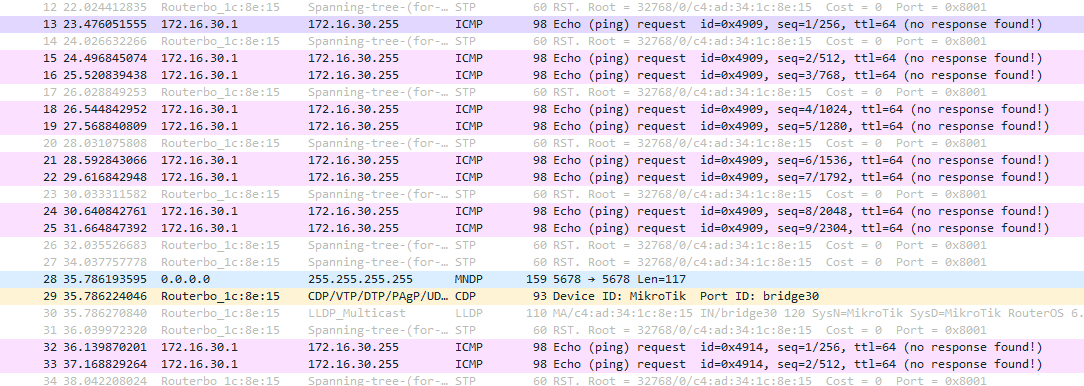 12 22.024412835 Routerbo_1c:8e:15 Spanning-tree-(for-… STP 60 RST. Root = 32768/0/c4:ad:34:1c:8e:15 Cost = 0 Port = 0x8001
13 23.476051555 172.16.30.1 172.16.30.255 ICMP 98 Echo (ping) request id=0x4909, seq=1/256, ttl=64 (no response found!)
14 24.026632266 Routerbo_1c:8e:15 Spanning-tree-(for-… STP 60 RST. Root = 32768/0/c4:ad:34:1c:8e:15 Cost = 0 Port = 0x8001
15 24.496845074 172.16.30.1 172.16.30.255 ICMP 98 Echo (ping) request id=0x4909, seq=2/512, ttl=64 (no response found!)
16 25.520839438 172.16.30.1 172.16.30.255 ICMP 98 Echo (ping) request id=0x4909, seq=3/768, ttl=64 (no response found!)
17 26.028849253 Routerbo_1c:8e:15 Spanning-tree-(for-… STP 60 RST. Root = 32768/0/c4:ad:34:1c:8e:15 Cost = 0 Port = 0x8001
18 26.544842952 172.16.30.1 172.16.30.255 ICMP 98 Echo (ping) request id=0x4909, seq=4/1024, ttl=64 (no response found!)
19 27.568840809 172.16.30.1 172.16.30.255 ICMP 98 Echo (ping) request id=0x4909, seq=5/1280, ttl=64 (no response found!)
20 28.031075808 Routerbo_1c:8e:15 Spanning-tree-(for-… STP 60 RST. Root = 32768/0/c4:ad:34:1c:8e:15 Cost = 0 Port = 0x8001
21 28.592843066 172.16.30.1 172.16.30.255 ICMP 98 Echo (ping) request id=0x4909, seq=6/1536, ttl=64 (no response found!)
22 29.616842948 172.16.30.1 172.16.30.255 ICMP 98 Echo (ping) request id=0x4909, seq=7/1792, ttl=64 (no response found!)
23 30.033311582 Routerbo_1c:8e:15 Spanning-tree-(for-… STP 60 RST. Root = 32768/0/c4:ad:34:1c:8e:15 Cost = 0 Port = 0x8001
24 30.640842761 172.16.30.1 172.16.30.255 ICMP 98 Echo (ping) request id=0x4909, seq=8/2048, ttl=64 (no response found!)
25 31.664847392 172.16.30.1 172.16.30.255 ICMP 98 Echo (ping) request id=0x4909, seq=9/2304, ttl=64 (no response found!)
26 32.035526683 Routerbo_1c:8e:15 Spanning-tree-(for-… STP 60 RST. Root = 32768/0/c4:ad:34:1c:8e:15 Cost = 0 Port = 0x8001
27 34.037757778 Routerbo_1c:8e:15 Spanning-tree-(for-… STP 60 RST. Root = 32768/0/c4:ad:34:1c:8e:15 Cost = 0 Port = 0x8001
28 35.786193595 0.0.0.0 255.255.255.255 MNDP 159 5678 → 5678 Len=117
29 35.786224046 Routerbo_1c:8e:15 CDP/VTP/DTP/PAgP/UD… CDP 93 Device ID: MikroTik Port ID: bridge30
30 35.786270840 Routerbo_1c:8e:15 LLDP_Multicast LLDP 110 MA/c4:ad:34:1c:8e:15 IN/bridge30 120 SysN=MikroTik SysD=MikroTik RouterOS 6.
31 36.039972320 Routerbo_1c:8e:15 Spanning-tree-(for-… STP 60 RST. Root = 32768/0/c4:ad:34:1c:8e:15 Cost = 0 Port = 0x8001
32 36.139870201 172.16.30.1 172.16.30.255 ICMP 98 Echo (ping) request id=0x4914, seq=1/256, ttl=64 (no response found!)
33 37.168829264 172.16.30.1 172.16.30.255 ICMP 98 Echo (ping) request id=0x4914, seq=2/512, ttl=64 (no response found!)
34 38.042208024 Routerbo_1c:8e:15 Spanning-tree-(for-… STP 60 RST. Root = 32768/0/c4:ad:34:1c:8e:15 Cost = 0 Port = 0x8001